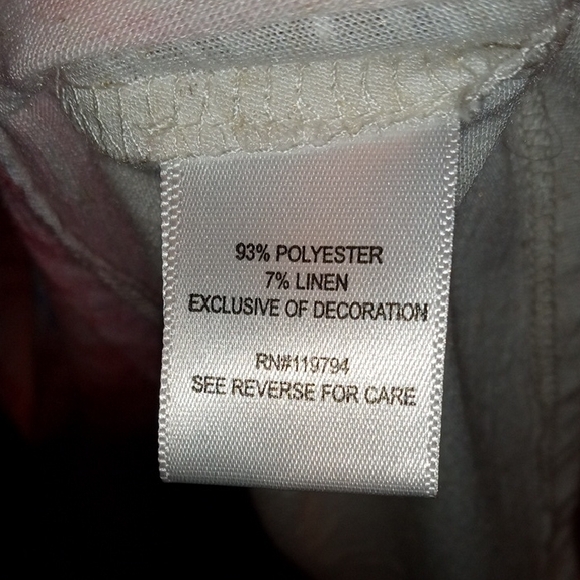 93% POLYESTER
7% LINEN
EXCLUSIVE OF DECORATION
RN#119794
SEE REVERSE FOR CARE